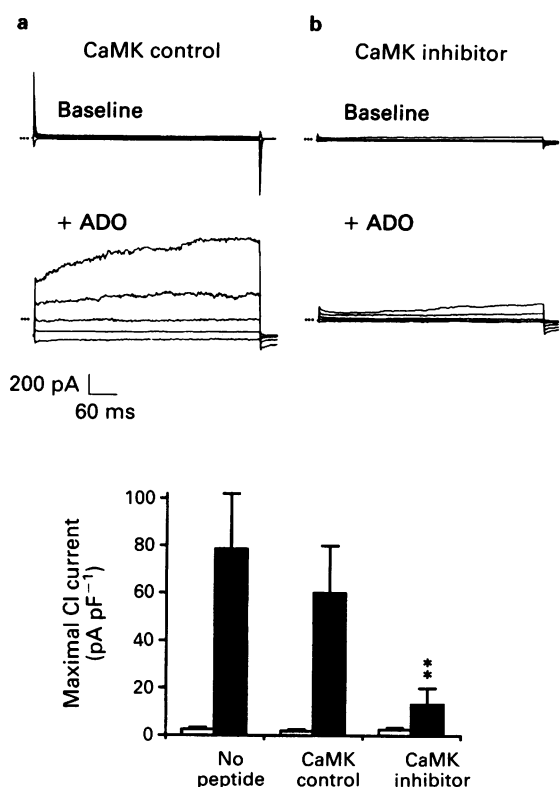 a
CaMK control
Baseline
+ ADO
200 pA
60 ms
b
CaMK inhibitor
Baseline
+ ADO
Maximal Cl current
(pA pF⁻¹)
100
80
60
40
20
0
**
No
peptide
CaMK
control
CaMK
inhibitor